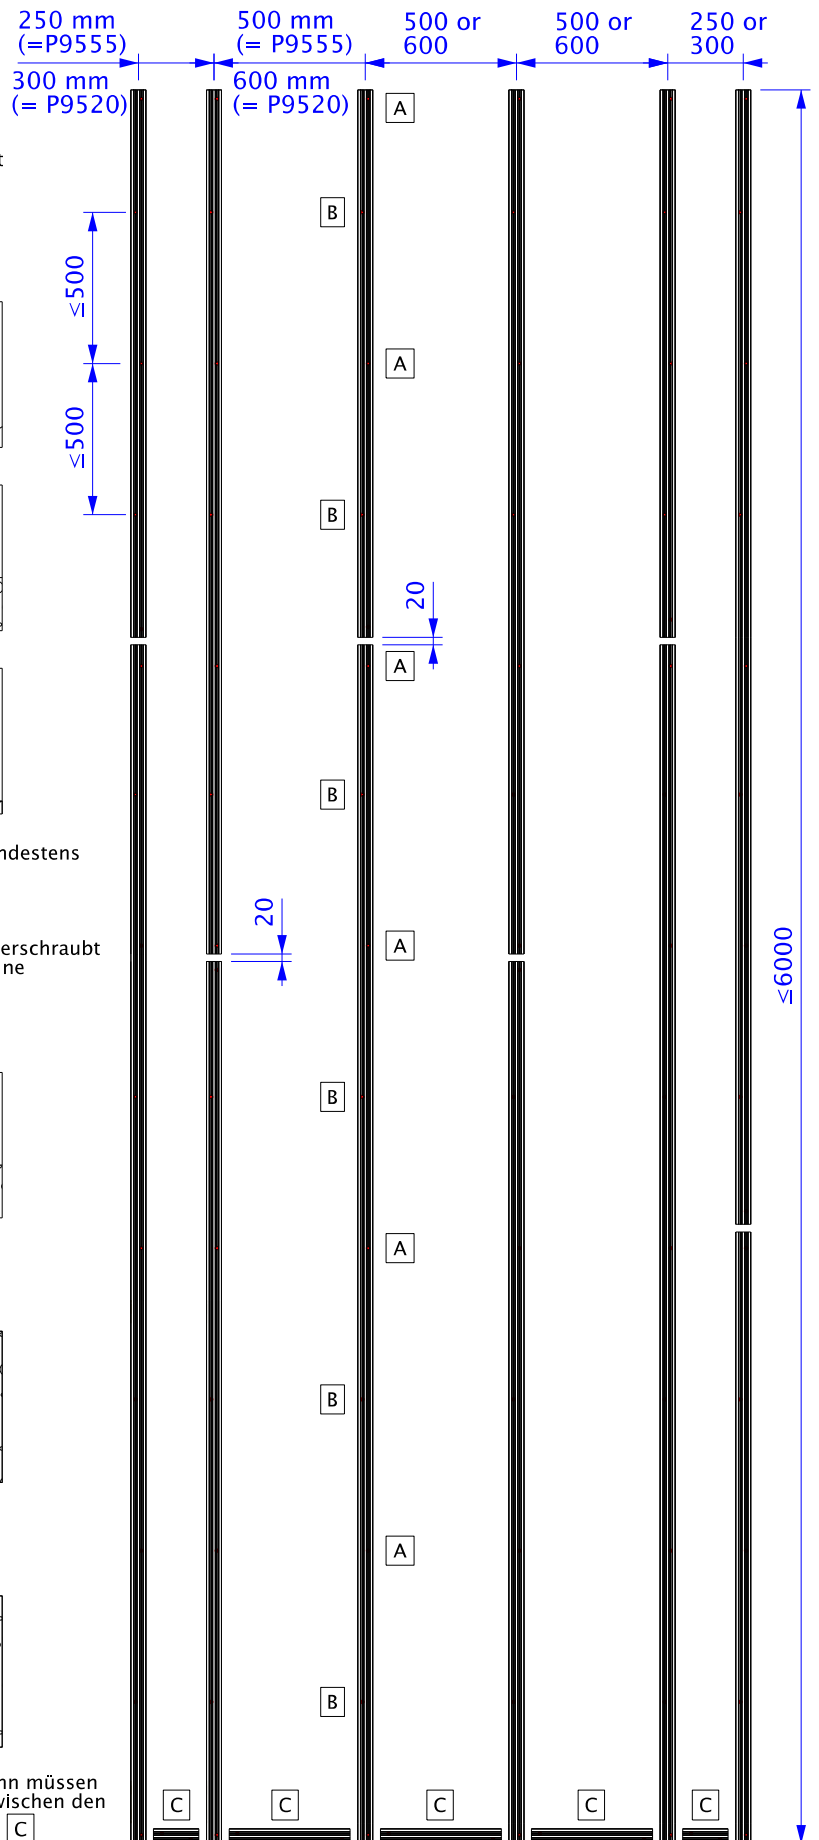 250 mm
(=P9555)
500 mm
(= P9555)
500 or
600
500 or
600
250 or
300
300 mm
(= P9520)
600 mm
(= P9520)
A
B
≤500
A
≤500
B
20
A
B
ndestens
20
A
erschraubt
ne
≤6000
B
A
B
A
B
nn müssen
wischen den
C
C
C
C
C
C